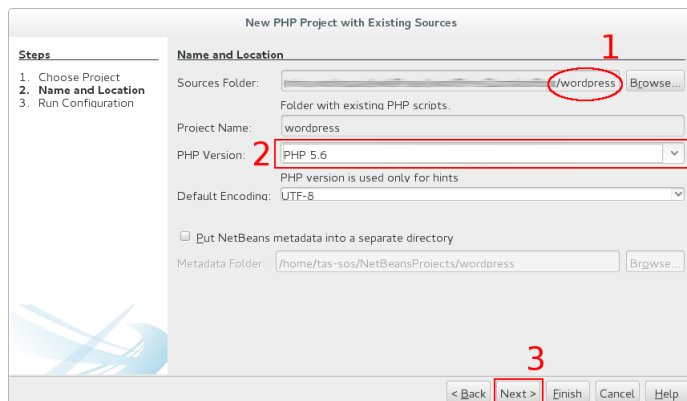 New PHP Project with Existing Sources
Steps
1. Choose Project
2. Name and Location
3. Run Configuration
Name and Location
1
Sources Folder: /wordpress Browse...
Folder with existing PHP scripts.
Project Name: wordpress
PHP Version: 2 PHP 5.6
PHP version is used only for hints
Default Encoding: UTF-8
Put NetBeans metadata into a separate directory
Metadata Folder: /home/tas-sos/NetBeansProjects/wordpress Browse...
3
< Back Next > Finish Cancel Help